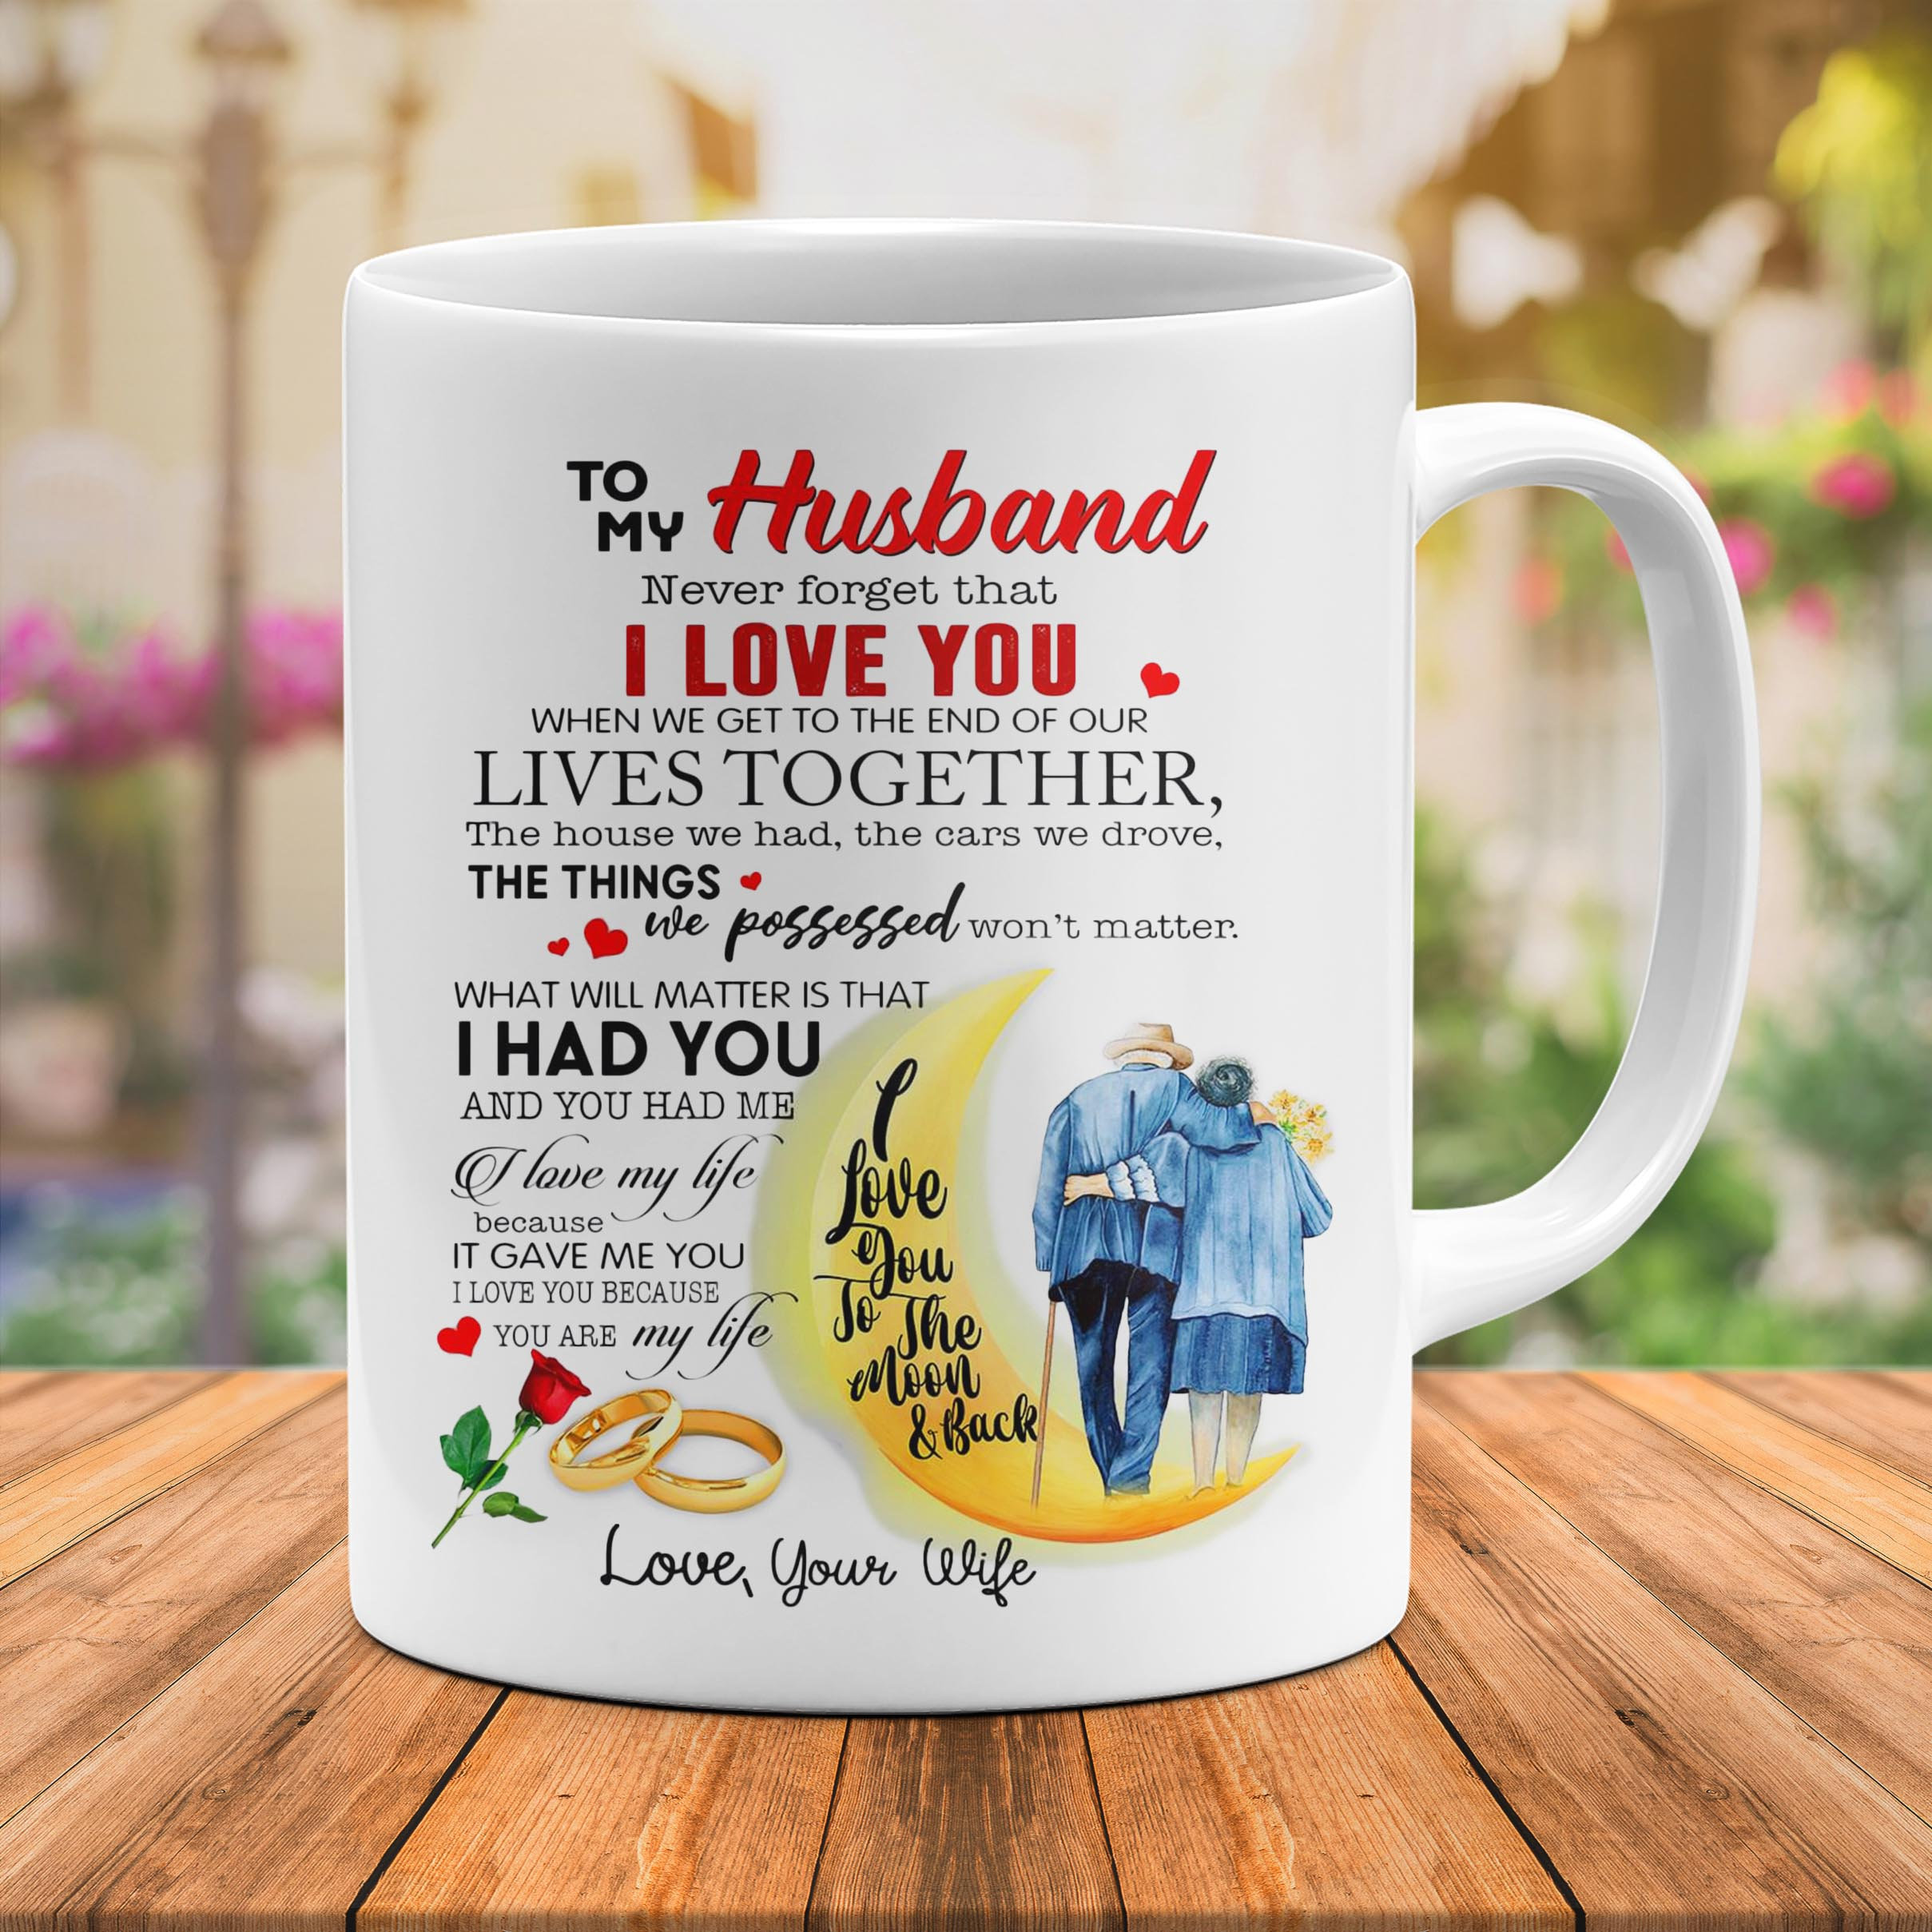 TO
MY Husband
Never forget that
I LOVE YOU
WHEN WE GET TO THE END OF OUR
LIVES TOGETHER,
The house we had, the cars we drove,
THE THINGS
we possessed won't matter.
WHAT WILL MATTER IS THAT
I HAD YOU
AND YOU HAD ME
I love my life
because
IT GAVE ME YOU
I LOVE YOU BECAUSE
YOU ARE my life
I
Love
You
To The
Moon
& Back
Love, Your Wife